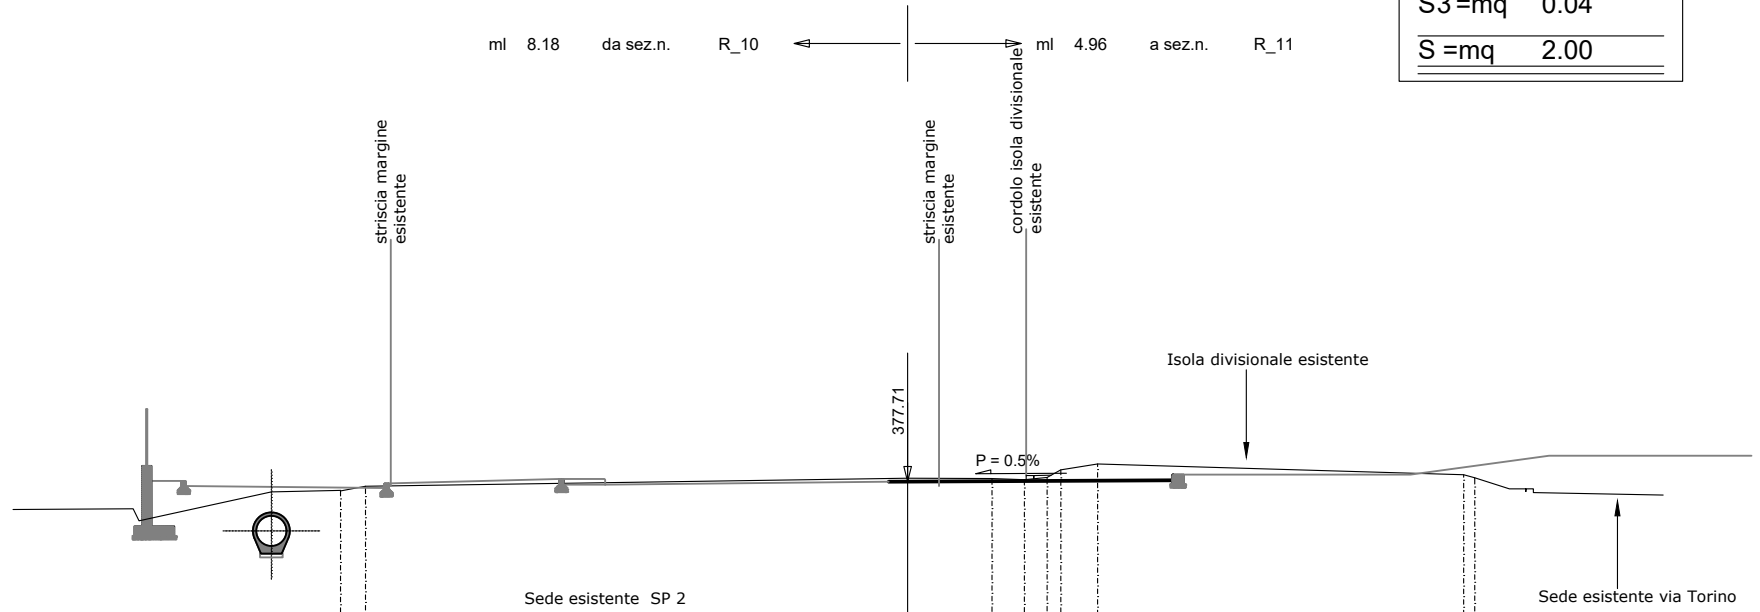 S3 =mq 0.04
ml 8.18 da sez.n. R_10
ml 4.96 a sez.n. R_11
S =mq 2.00
striscia margine
esistente
striscia margine
esistente
cordolo isola divisionale
esistente
Isola divisionale esistente
377.71
P = 0.5%
Sede esistente SP 2
Sede esistente via Torino